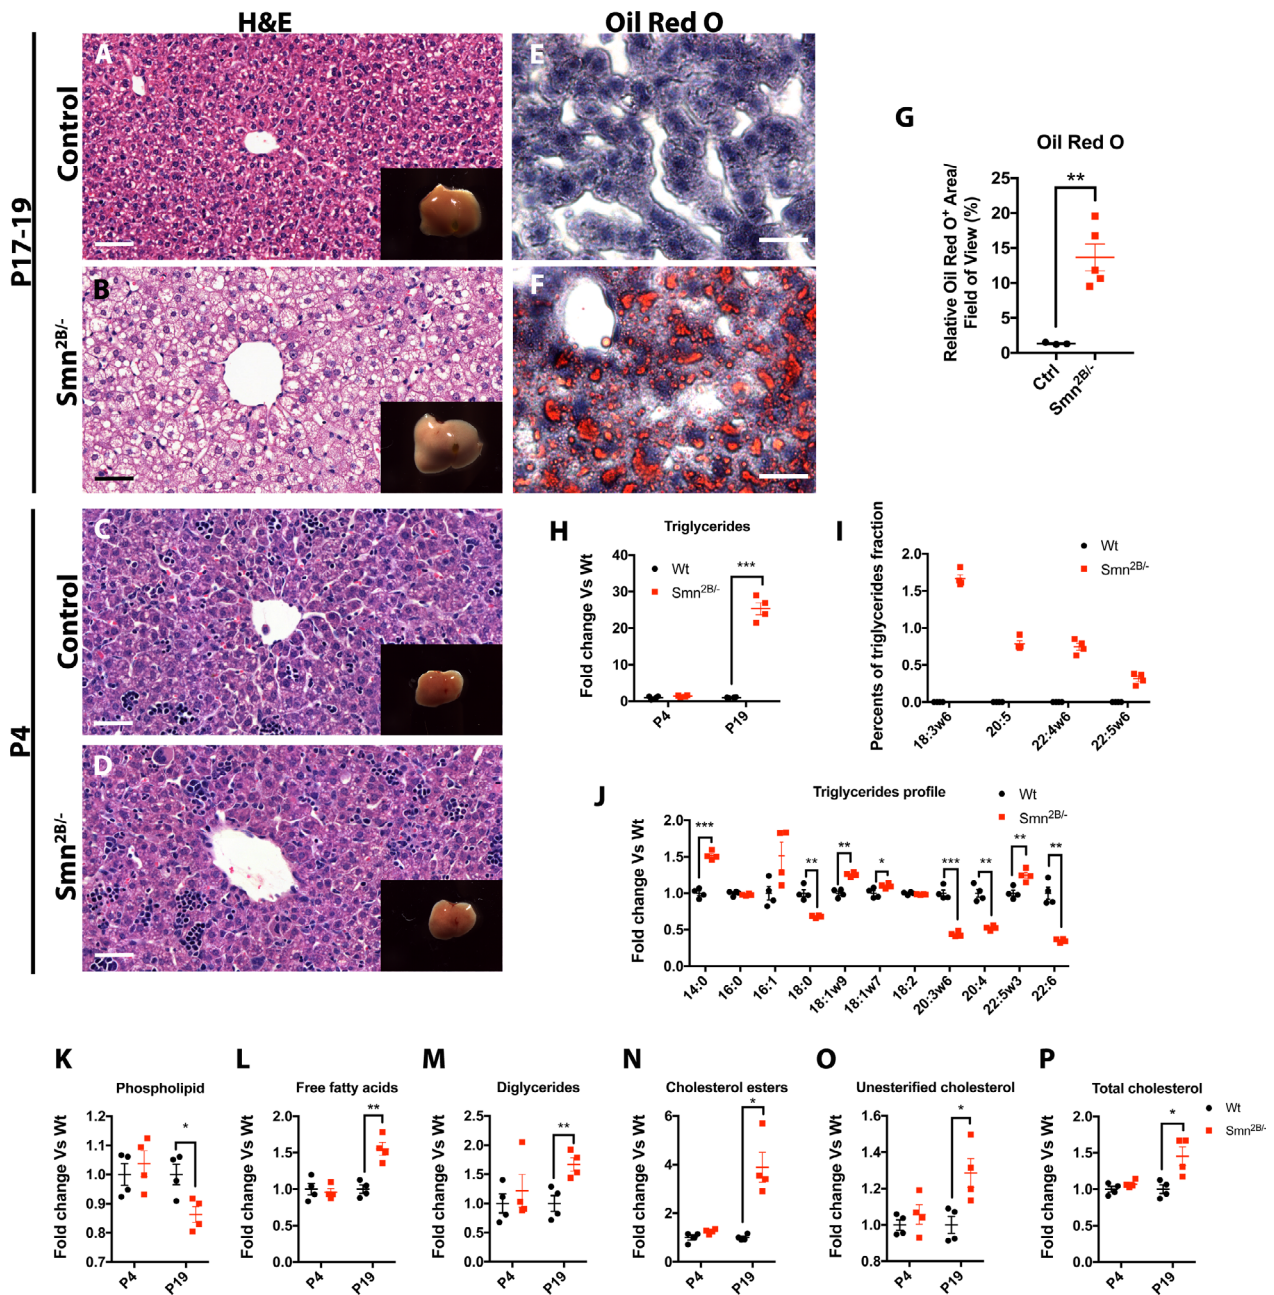 H&E
Oil Red O
P17-19
Control
A
E
Smn2B/-
B
F
G
Oil Red O
Relative Oil Red O+ Area/
Field of View (%)
25
20
15
10
5
0
**
Ctrl
Smn2B/-
P4
Control
C
Smn2B/-
D
H
Triglycerides
Fold change Vs Wt
40
30
20
10
0
Wt
Smn2B/-
***
P4
P19
I
Percents of triglycerides fraction
2.0
1.5
1.0
0.5
0.0
Wt
Smn2B/-
18:3w6
20:5
22:4w6
22:5w6
J
Triglycerides profile
Wt
Smn2B/-
Fold change Vs Wt
2.0
1.5
1.0
0.5
0.0
***
**
**
*
***
**
**
**
14:0
16:0
16:1
18:0
18:1w9
18:1w7
18:2
20:3w6
20:4
22:5w3
22:6
K
Phospholipid
Fold change Vs Wt
1.2
1.1
1.0
0.9
0.8
0.7
*
P4
P19
L
Free fatty acids
Fold change Vs Wt
2.0
1.5
1.0
0.5
0.0
**
P4
P19
M
Diglycerides
Fold change Vs Wt
2.5
2.0
1.5
1.0
0.5
0.0
**
P4
P19
N
Cholesterol esters
Fold change Vs Wt
6
4
2
0
*
P4
P19
O
Unesterified cholesterol
Fold change Vs Wt
1.6
1.4
1.2
1.0
0.8
*
P4
P19
P
Total cholesterol
Fold change Vs Wt
2.0
1.5
1.0
0.5
0.0
*
P4
P19
Wt
Smn2B/-